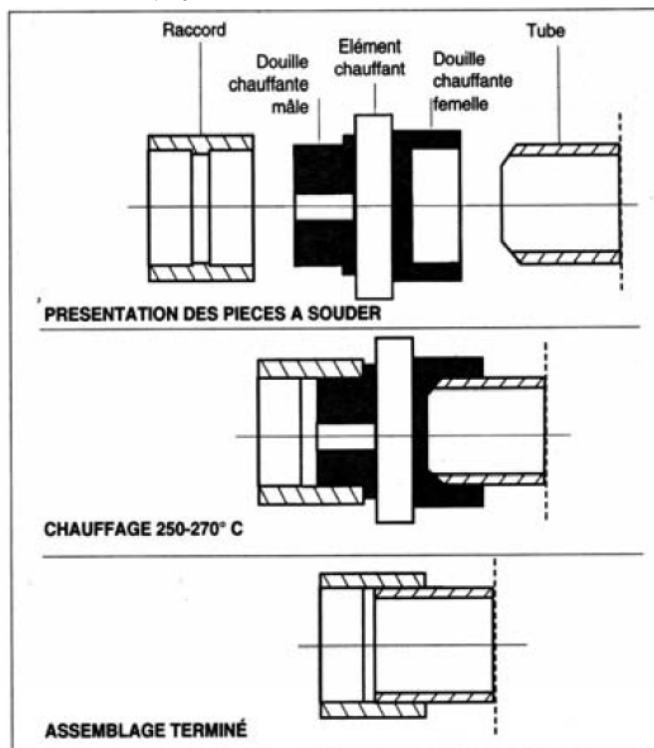 Raccord
Elément
chauffant
Tube
Douille
chauffante
mâle
Douille
chauffante
femelle
PRESENTATION DES PIECES A SOUDER
CHAUFFAGE 250-270° C
ASSEMBLAGE TERMINÉ